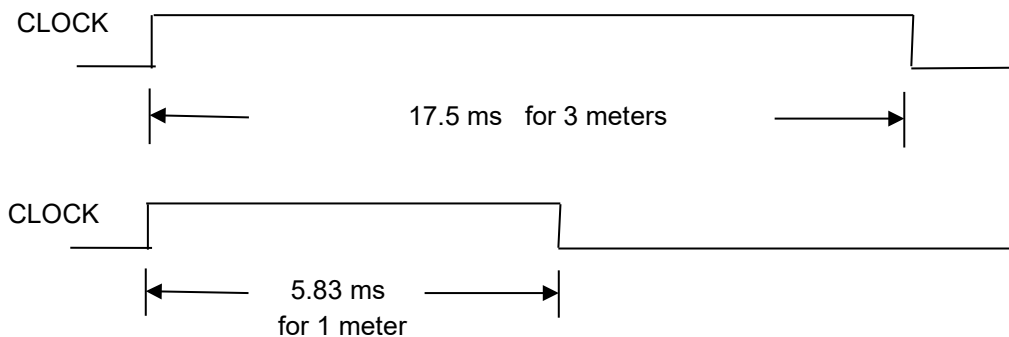 CLOCK
17.5 ms for 3 meters
CLOCK
5.83 ms
for 1 meter